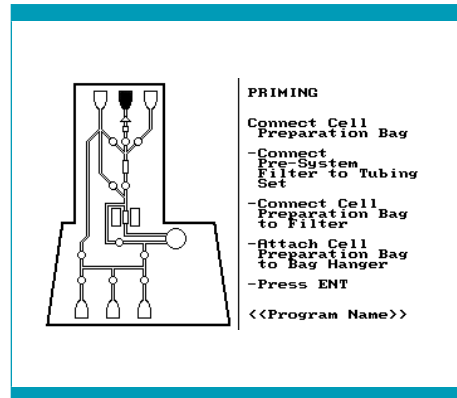 PRIMING
Connect Cell
Preparation Bag
-Connect
Pre-System
Filter to Tubing
Set
-Connect Cell
Preparation Bag
to Filter
-Attach Cell
Preparation Bag
to Bag Hanger
-Press ENT
<<Program Name>>